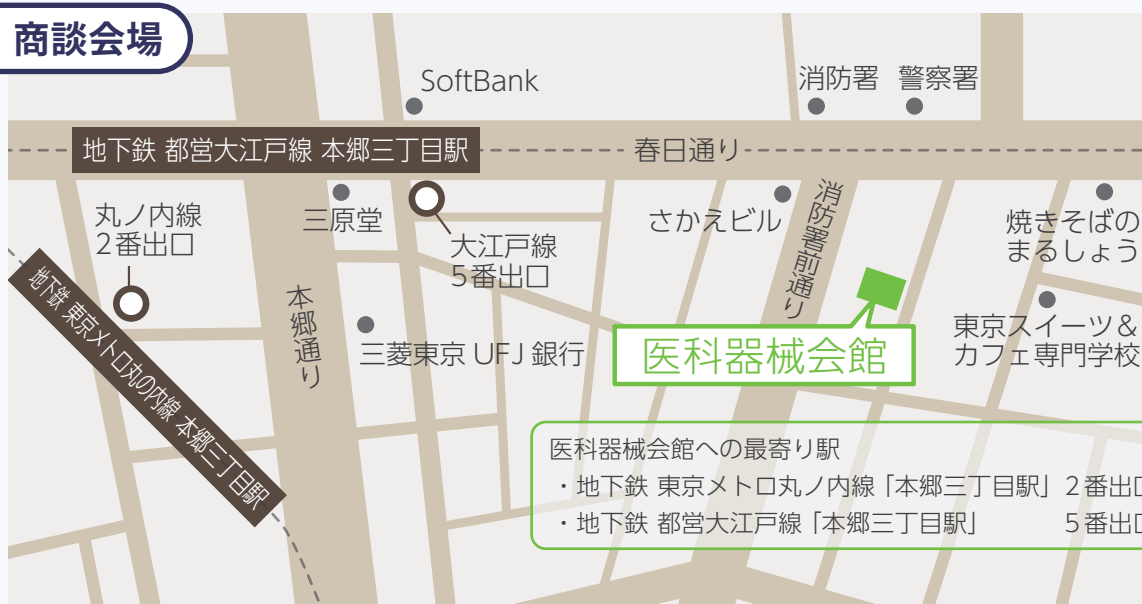 商談会場
SoftBank
消防署
警察署
地下鉄 都営大江戸線 本郷三丁目駅
春日通り
丸ノ内線
2番出口
三原堂
大江戸線
5番出口
さかえビル
消防署前通り
焼きそばの
まるしょう
地下鉄 東京メトロ丸の内線 本郷三丁目駅
本郷通り
三菱東京 UFJ 銀行
医科器械会館
東京スイーツ&
カフェ専門学校
医科器械会館への最寄り駅
・地下鉄 東京メトロ丸ノ内線「本郷三丁目駅」 2番出口
・地下鉄 都営大江戸線「本郷三丁目駅」 5番出口